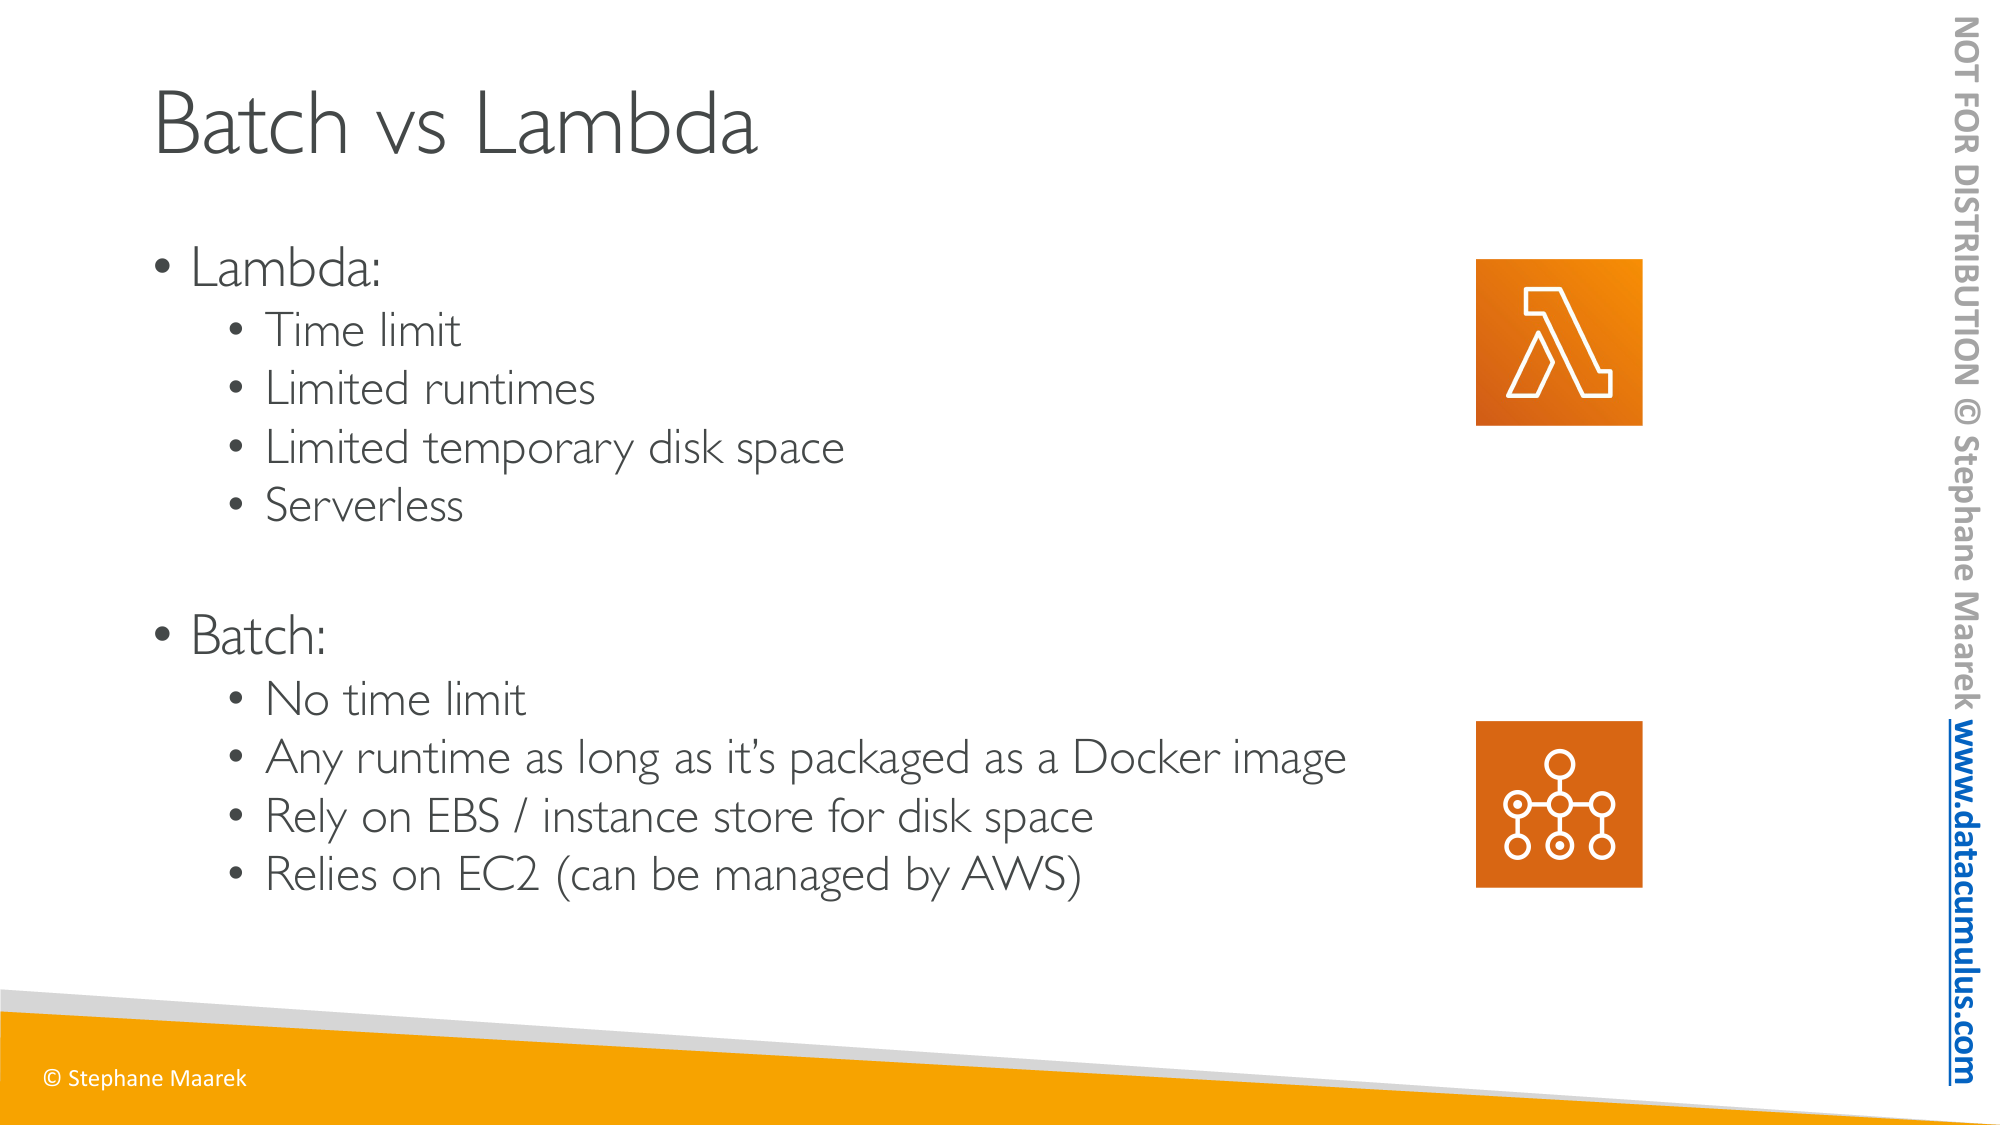 Batch vs Lambda
• Lambda:
• Time limit
• Limited runtimes
• Limited temporary disk space
• Serverless
• Batch:
• No time limit
• Any runtime as long as it’s packaged as a Docker image
• Rely on EBS / instance store for disk space
• Relies on EC2 (can be managed by AWS)
© Stephane Maarek
NOT FOR DISTRIBUTION © Stephane Maarek www.datacumulus.com